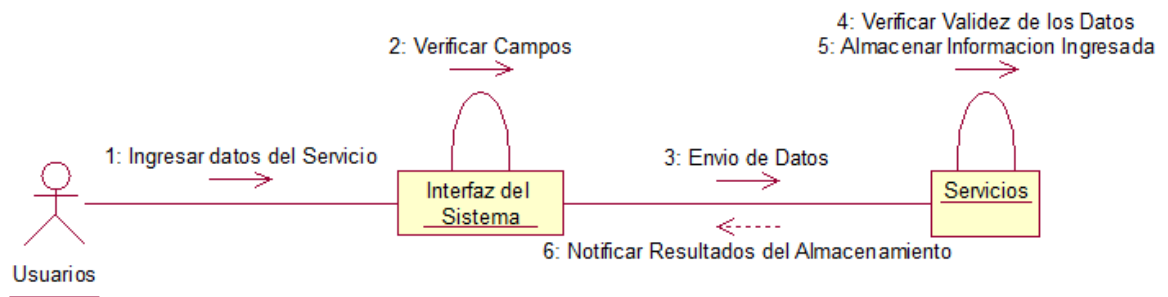 4: Verificar Validez de los Datos
2: Verificar Campos
5: Almacenar Informacion Ingresada
1: Ingresar datos del Servicio
3: Envio de Datos
Interfaz del
Sistema
Servicios
6: Notificar Resultados del Almacenamiento
Usuarios